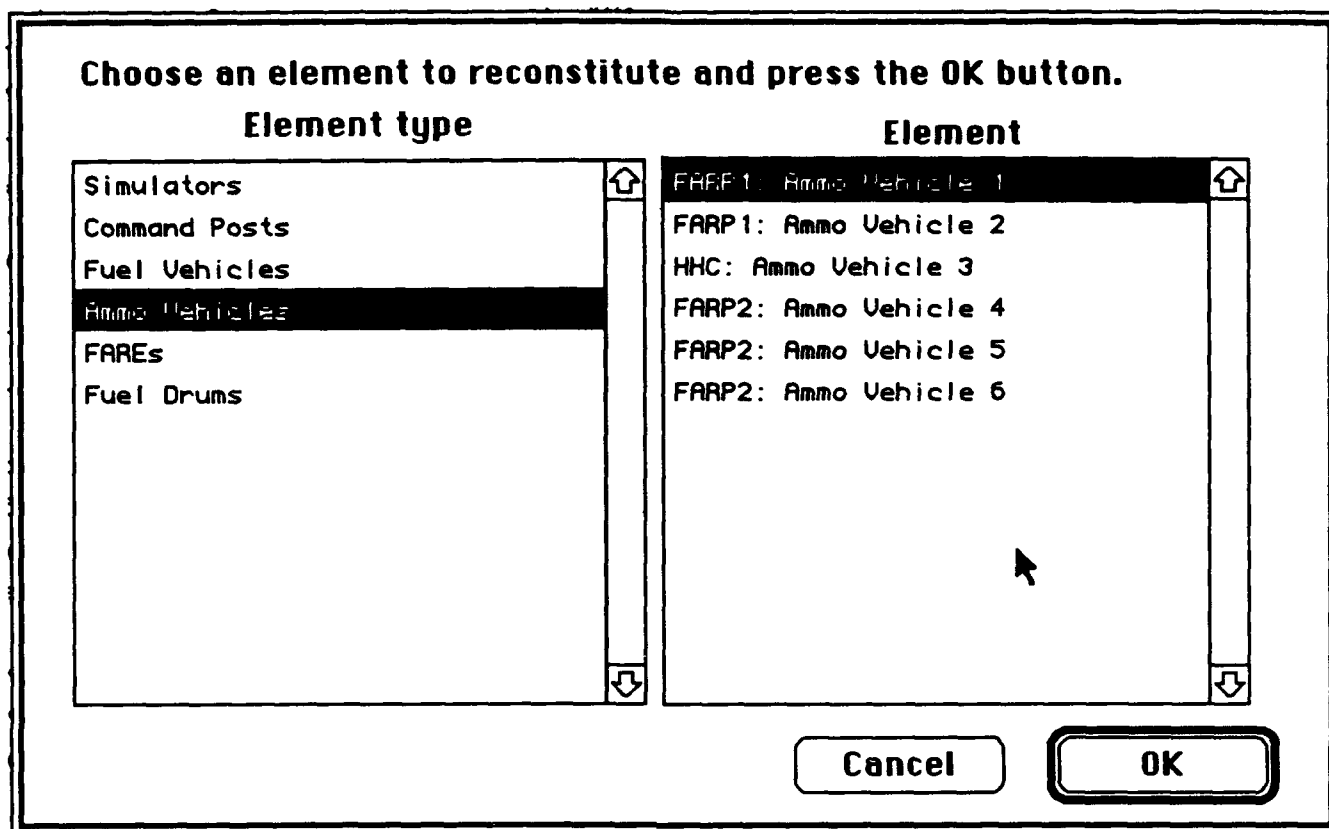 Choose an element to reconstitute and press the OK button.
Element type
Simulators
Command Posts
Fuel Vehicles
Ammo Vehicles
FAREs
Fuel Drums
Element
FARP1: Ammo Vehicle 1
FARP1: Ammo Vehicle 2
HHC: Ammo Vehicle 3
FARP2: Ammo Vehicle 4
FARP2: Ammo Vehicle 5
FARP2: Ammo Vehicle 6
Cancel
OK